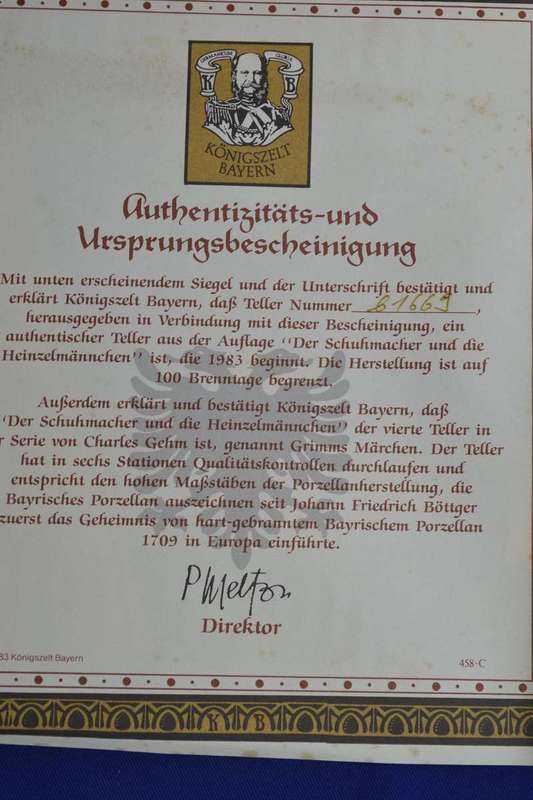 GERMANICUM GLORIA
K B
KÖNIGSZELT
BAYERN
Authentizitäts-und
Ursprungsbescheinigung
Mit unten erscheinendem Siegel und der Unterschrift bestätigt und
erklärt Königszelt Bayern, daß Teller Nummer 61669,
herausgegeben in Verbindung mit dieser Bescheinigung, ein
authentischer Teller aus der Auflage “Der Schuhmacher und die
Heinzelmännchen” ist, die 1983 beginnt. Die Herstellung ist auf
100 Brenntage begrenzt.
Außerdem erklärt und bestätigt Königszelt Bayern, daß
“Der Schuhmacher und die Heinzelmännchen” der vierte Teller in
r Serie von Charles Gehm ist, genannt Grimms Märchen. Der Teller
hat in sechs Stationen Qualitätskontrollen durchlaufen und
entspricht den hohen Maßstäben der Porzellanherstellung, die
Bayrisches Porzellan auszeichnen seit Johann Friedrich Böttger
zuerst das Geheimnis von hart-gebranntem Bayrischem Porzellan
1709 in Europa einführte.
Direktor
83 Königszelt Bayern
458-C
K B